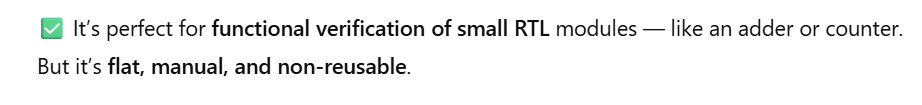 ✅ It’s perfect for functional verification of small RTL modules — like an adder or counter.
But it’s flat, manual, and non-reusable.